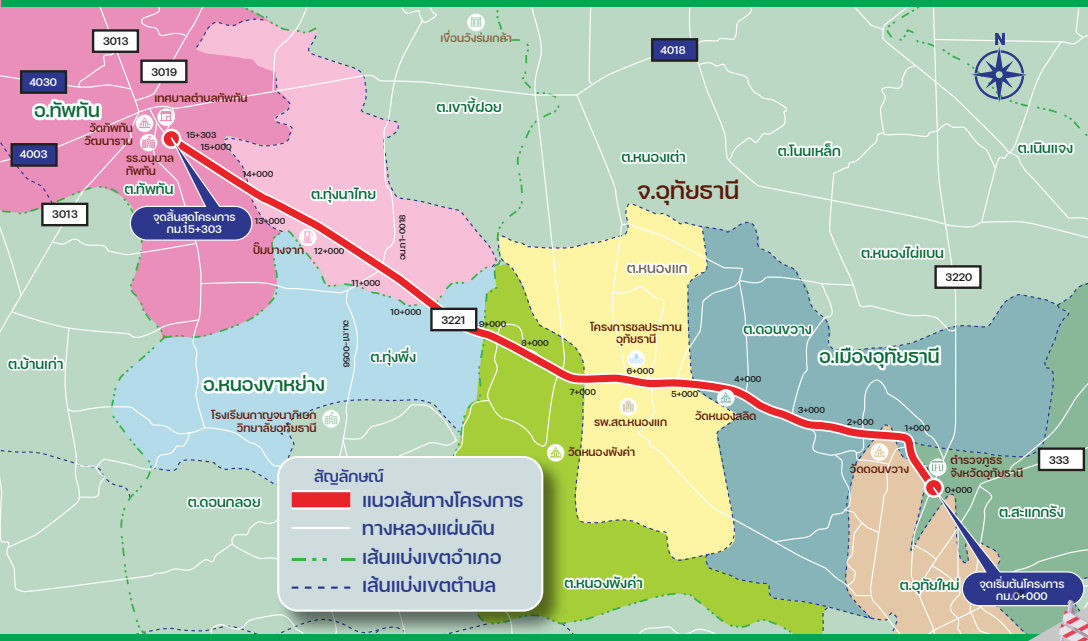 3013
เขื่อนวังร่มเกล้า
4018
N
4030
3019
อ.ทัพทัน
เทศบาลตำบลทัพทัน
ต.เขาขี้ฝอย
วัดทัพทัน
วัฒนาราม
15+303
15+000
4003
รร.อนุบาล
ทัพทัน
ต.ทัพทัน
14+000
ต.ทุ่งนาไทย
ต.หนองเต่า
ต.โนนเหล็ก
ต.เนินแจง
จ.อุทัยธานี
3013
จุดสิ้นสุดโครงการ
กม.15+303
13+000
ปั๊มบางจาก
12+000
อน.ถ1-0018
ต.หนองไผ่แบน
ต.หนองแก
3220
11+000
10+000
3221
9+000
8+000
ต.บ้านเก่า
ต.ทุ่งพึ่ง
โครงการชลประทาน
อุทัยธานี
ต.ดอนขวาง
อ.เมืองอุทัยธานี
อ.หนองขาหย่าง
7+000
6+000
5+000
4+000
3+000
2+000
1+000
โรงเรียนกาญจนาภิเษก
วิทยาลัยอุทัยธานี
รพ.สต.หนองแก
วัดหนองสลิด
วัดหนองพังค่า
วัดดอนขวาง
ตำรวจภูธร
จังหวัดอุทัยธานี
333
0+000
ต.ดอนกลอย
ต.สะแกกรัง
สัญลักษณ์
แนวเส้นทางโครงการ
ทางหลวงแผ่นดิน
เส้นแบ่งเขตอำเภอ
เส้นแบ่งเขตตำบล
ต.หนองพังค่า
ต.อุทัยใหม่
จุดเริ่มต้นโครงการ
กม.0+000